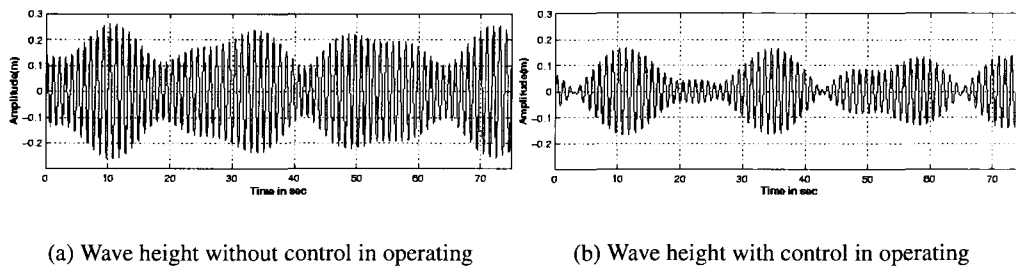 0.3
0.2
0.1
0
−0.1
−0.2
Amplitude(m)
0 10 20 30 40 50 60 70
Time in sec
(a) Wave height without control in operating
0.3
0.2
0.1
0
−0.1
−0.2
Amplitude(m)
0 10 20 30 40 50 60 70
Time in sec
(b) Wave height with control in operating